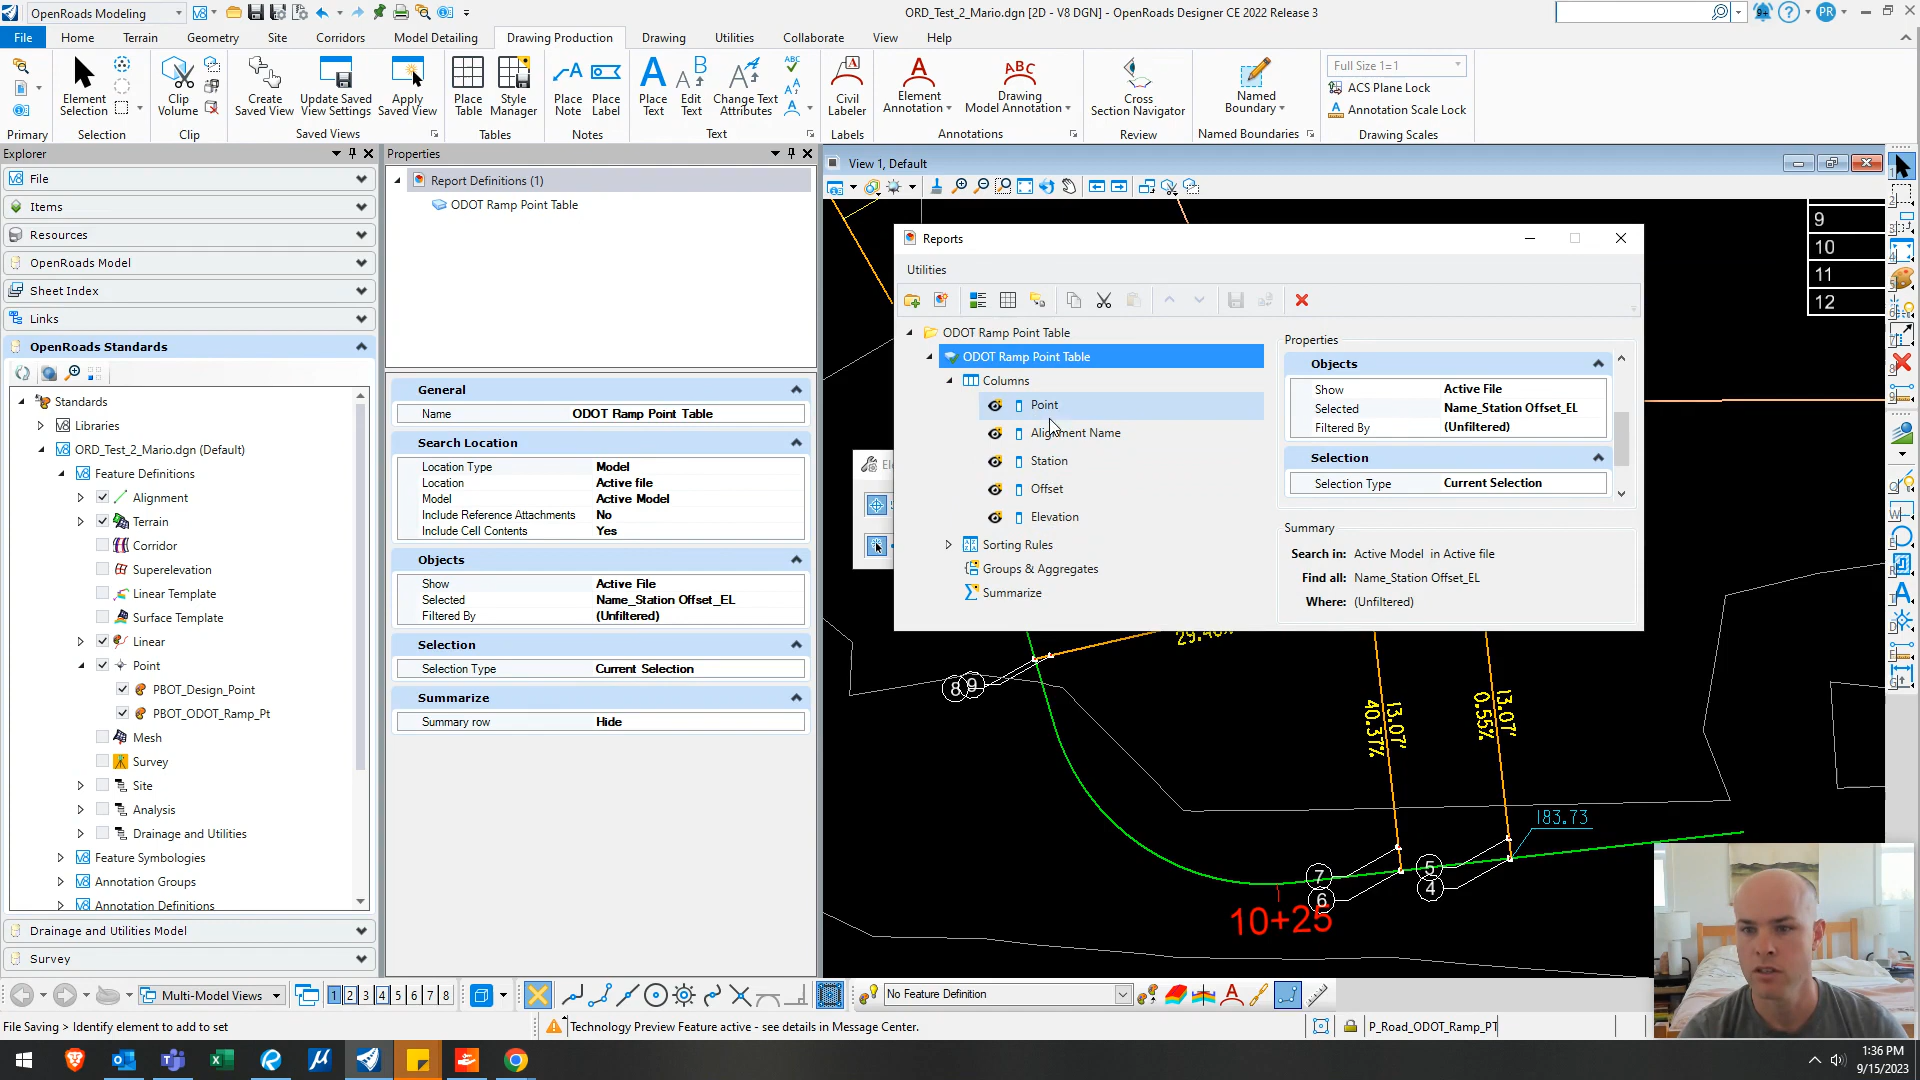 OpenRoads Modeling
ORD_Test_2_Mario.dgn [2D - V8 DGN] - OpenRoads Designer CE 2022 Release 3
9+
PR
File Home Terrain Geometry Site Corridors Model Detailing Drawing Production Drawing Utilities Collaborate View Help
Element Selection
Clip Volume
Create Saved View
Update Saved View Settings
Apply Saved View
Place Table
Style Manager
Place Note
Place Label
Place Text
Edit Text
Change Text Attributes
Civil Labeler
Element Annotation
Drawing Model Annotation
Cross Section Navigator
Named Boundary
Full Size 1=1
ACS Plane Lock
Annotation Scale Lock
Primary Selection Clip Saved Views Tables Notes Text Labels Annotations Review Named Boundaries Drawing Scales
Explorer
File
Items
Resources
OpenRoads Model
Sheet Index
Links
OpenRoads Standards
Standards
Libraries
ORD_Test_2_Mario.dgn (Default)
Feature Definitions
Alignment
Terrain
Corridor
Superelevation
Linear Template
Surface Template
Linear
Point
PBOT_Design_Point
PBOT_ODOT_Ramp_Pt
Mesh
Survey
Site
Analysis
Drainage and Utilities
Feature Symbologies
Annotation Groups
Annotation Definitions
Drainage and Utilities Model
Survey
Properties
Report Definitions (1)
ODOT Ramp Point Table
General
Name ODOT Ramp Point Table
Search Location
Location Type Model
Location Active file
Model Active Model
Include Reference Attachments No
Include Cell Contents Yes
Objects
Show Active File
Selected Name_Station Offset_EL
Filtered By (Unfiltered)
Selection
Selection Type Current Selection
Summarize
Summary row Hide
View 1, Default
Reports
Utilities
ODOT Ramp Point Table
ODOT Ramp Point Table
Columns
Point
Alignment Name
Station
Offset
Elevation
Sorting Rules
Groups & Aggregates
Summarize
Properties
Objects
Show Active File
Selected Name_Station Offset_EL
Filtered By (Unfiltered)
Selection
Selection Type Current Selection
Summary
Search in: Active Model in Active file
Find all: Name_Station Offset_EL
Where: (Unfiltered)
9
10
11
12
8
9
13.07'
40.37%
13.07'
0.55%
183.73
7
6
5
4
10+25
Multi-Model Views
1 2 3 4 5 6 7 8
No Feature Definition
File Saving > Identify element to add to set
Technology Preview Feature active - see details in Message Center.
P_Road_ODOT_Ramp_PT
1:36 PM
9/15/2023